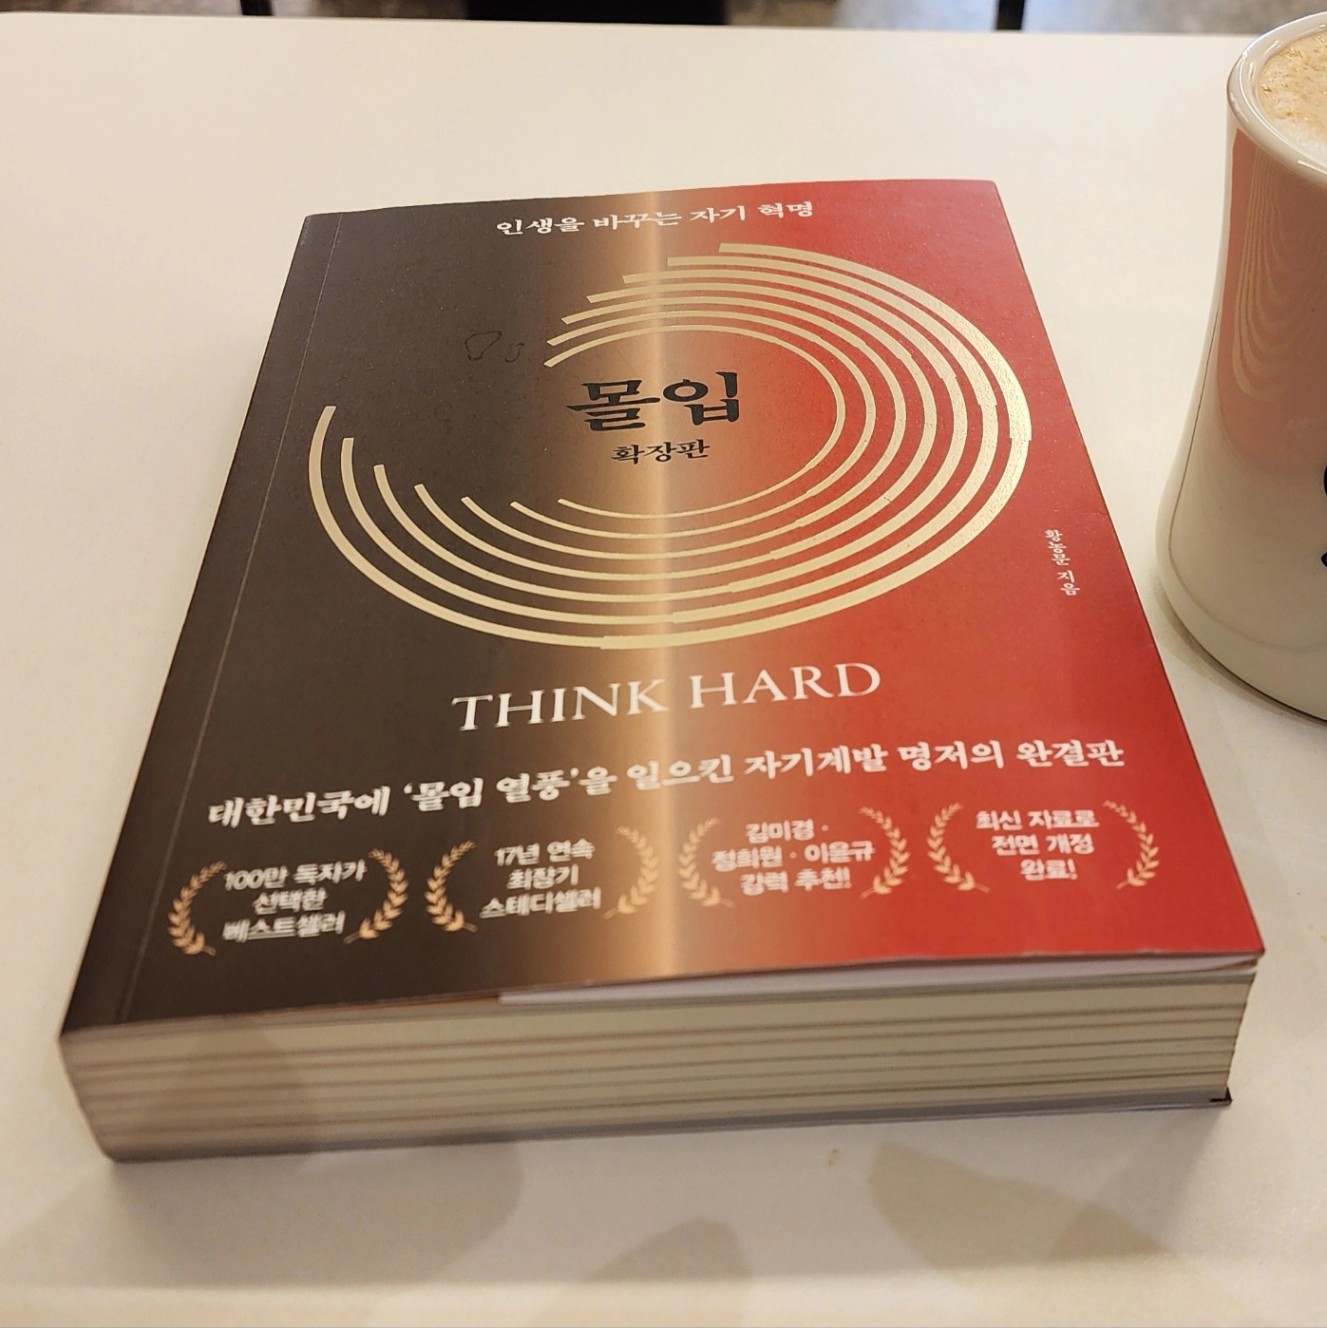 인생을 바꾸는 자기 혁명
몰입
확장판
황농문 지음
THINK HARD
대한민국에 ‘몰입 열풍’을 일으킨 자기계발 명저의 완결판
100만 독자가
선택한
베스트셀러
17년 연속
최장기
스테디셀러
김미경 ·
정희원 · 이윤규
강력 추천!
최신 자료로
전면 개정
완료!